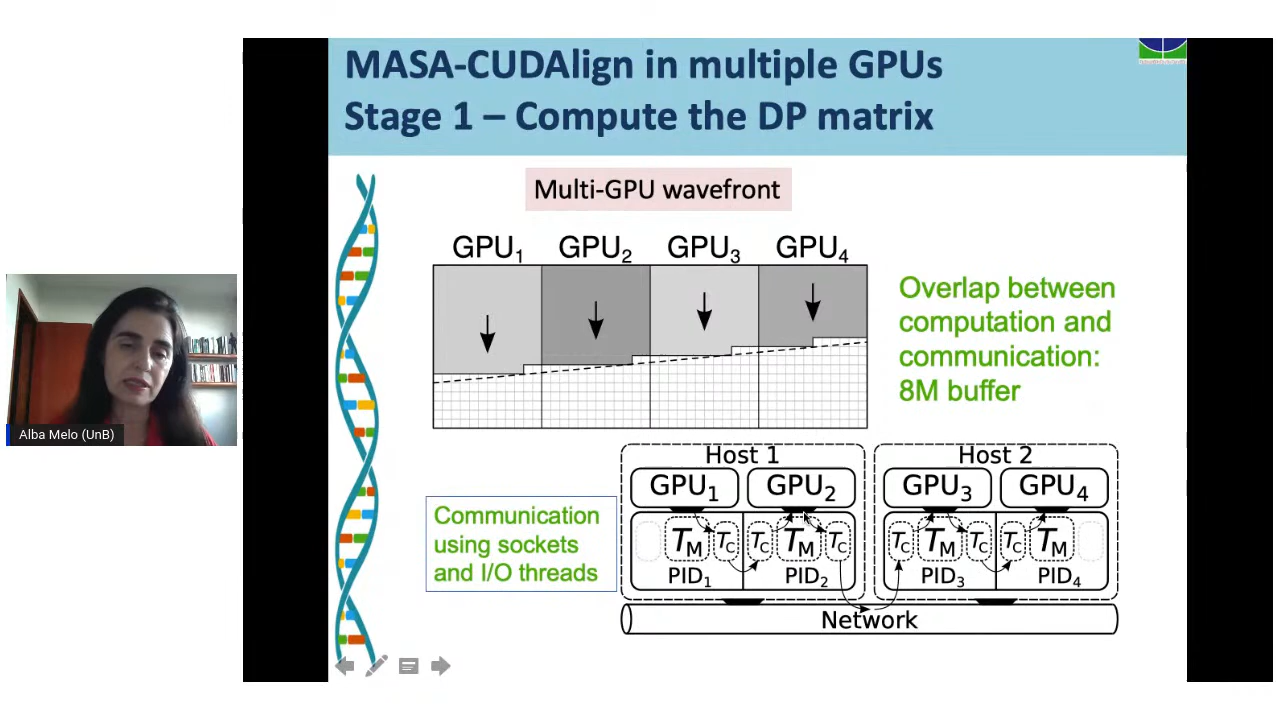 MASA-CUDAlign in multiple GPUs
Stage 1 – Compute the DP matrix
Multi-GPU wavefront
GPU1 GPU2 GPU3 GPU4
Overlap between
computation and
communication:
8M buffer
Alba Melo (UnB)
Communication
using sockets
and I/O threads
Host 1 Host 2
GPU1 GPU2 GPU3 GPU4
TM TC TC TM TC TC TM TC TC TM
PID1 PID2 PID3 PID4
Network